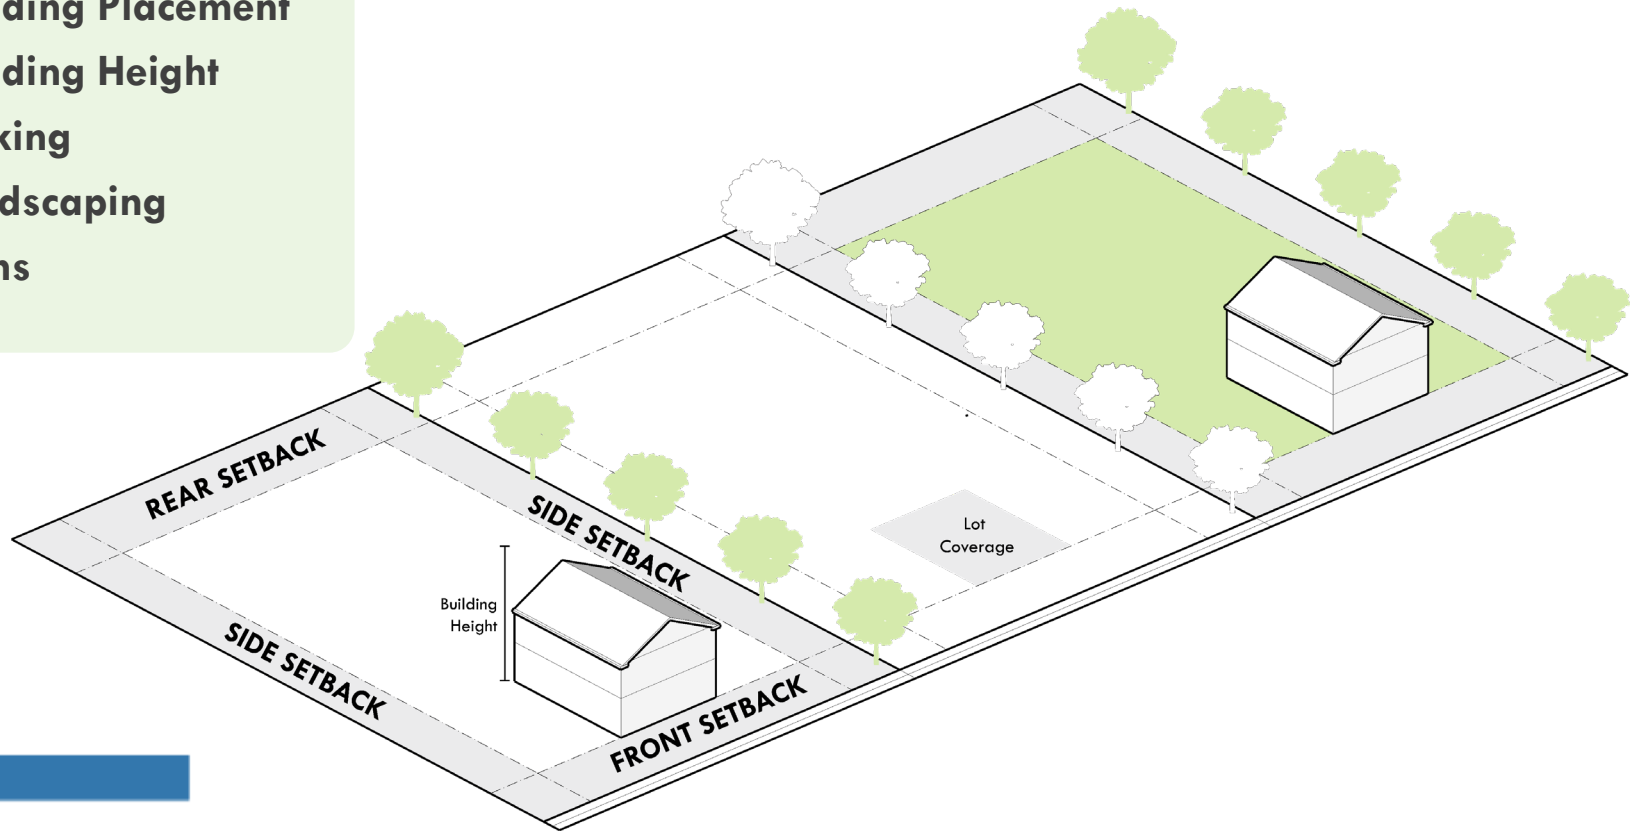 ding Placement
ding Height
king
dscaping
ns
REAR SETBACK
SIDE SETBACK
Lot
Coverage
Building
Height
SIDE SETBACK
FRONT SETBACK